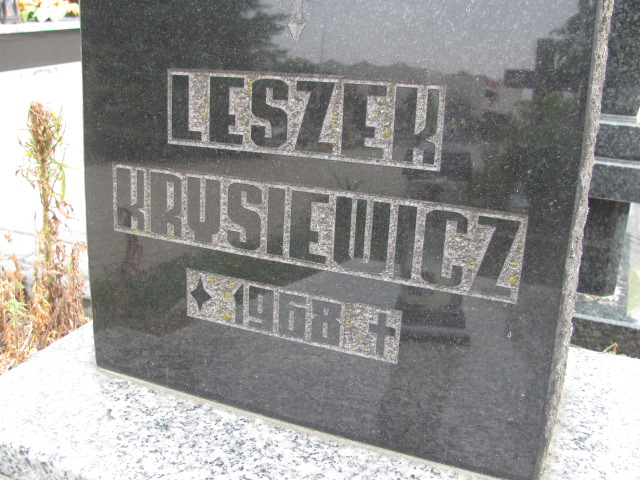 LESZEK
KRYSIEWICZ
✦ 1968 ✝